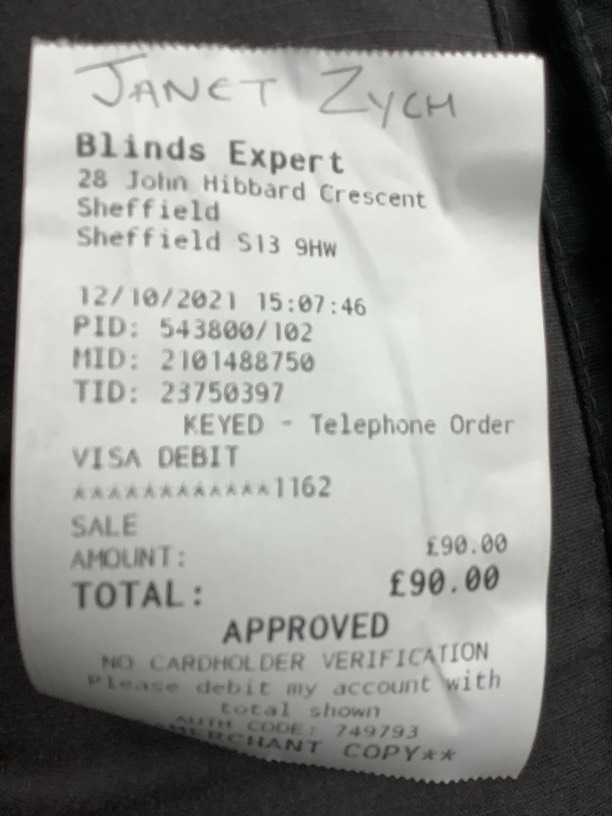 JANET ZYCH
Blinds Expert
28 John Hibbard Crescent
Sheffield
Sheffield S13 9HW
12/10/2021 15:07:46
PID: 543800/102
MID: 2101488750
TID: 23750397
KEYED - Telephone Order
VISA DEBIT
************1162
SALE
AMOUNT: £90.00
TOTAL: £90.00
APPROVED
NO CARDHOLDER VERIFICATION
Please debit my account with
total shown
AUTH CODE: 749793
MERCHANT COPY**